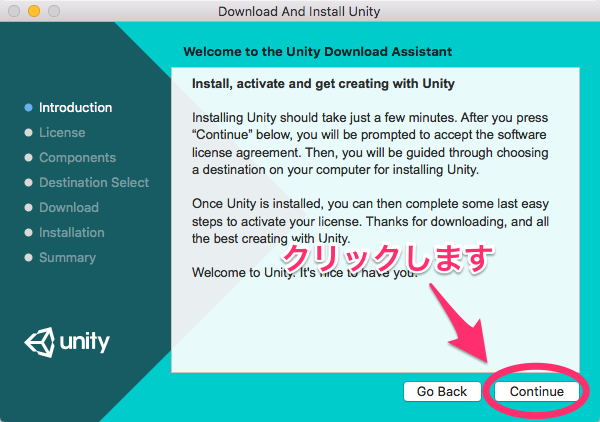 Download And Install Unity
Welcome to the Unity Download Assistant
Introduction
License
Components
Destination Select
Download
Installation
Summary
unity
Install, activate and get creating with Unity
Installing Unity should take just a few minutes. After you press
“Continue” below, you will be prompted to accept the software
license agreement. Then, you will be guided through choosing
a destination on your computer for installing Unity.
Once Unity is installed, you can then complete some last easy
steps to activate your license. Thanks for downloading, and all
the best creating with Unity.
Welcome to Unity. It's nice to have you.
クリックします
Go Back
Continue